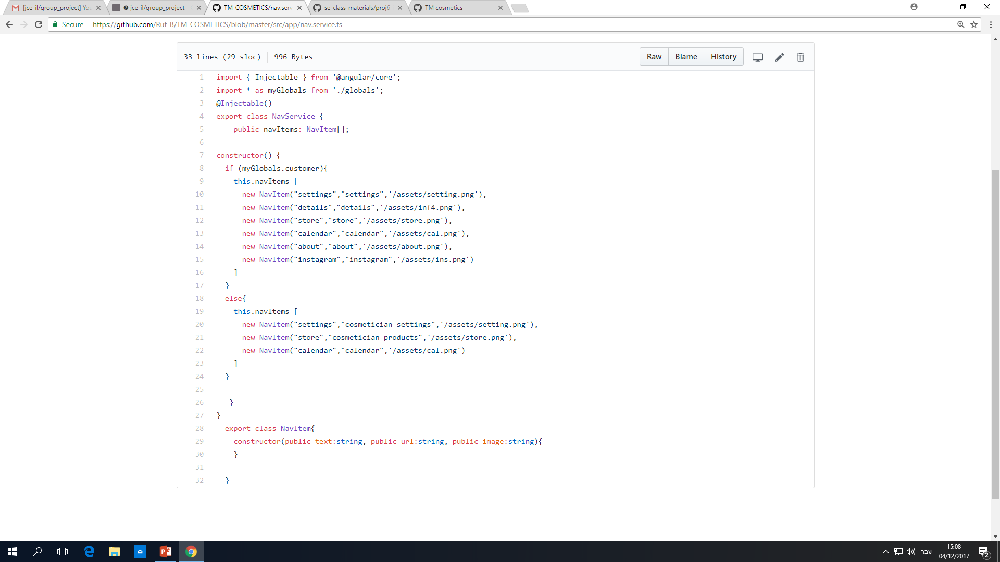 [jce-il/group_project] You
jce-il/group_project -
TM-COSMETICS/nav.serv
se-class-materials/proj6-
TM cosmetics
Secure
https://github.com/Rut-B/TM-COSMETICS/blob/master/src/app/nav.service.ts
33 lines (29 sloc) 996 Bytes
Raw Blame History
1 import { Injectable } from '@angular/core';
2 import * as myGlobals from './globals';
3 @Injectable()
4 export class NavService {
5 public navItems: NavItem[];
6
7 constructor() {
8 if (myGlobals.customer){
9 this.navItems=[
10 new NavItem("settings","settings",'/assets/setting.png'),
11 new NavItem("details","details",'/assets/inf4.png'),
12 new NavItem("store","store",'/assets/store.png'),
13 new NavItem("calendar","calendar",'/assets/cal.png'),
14 new NavItem("about","about",'/assets/about.png'),
15 new NavItem("instagram","instagram",'/assets/ins.png')
16 ]
17 }
18 else{
19 this.navItems=[
20 new NavItem("settings","cosmetician-settings",'/assets/setting.png'),
21 new NavItem("store","cosmetician-products",'/assets/store.png'),
22 new NavItem("calendar","calendar",'/assets/cal.png')
23 ]
24 }
25
26 }
27 }
28 export class NavItem{
29 constructor(public text:string, public url:string, public image:string){
30 }
31
32 }
עבר
15:08
04/12/2017
2